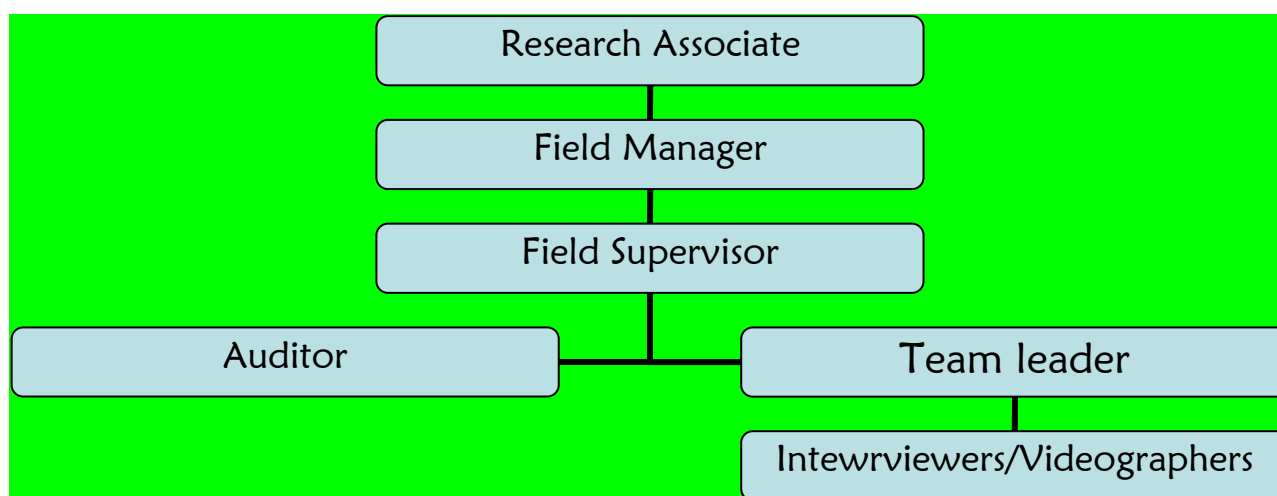 Research Associate
Field Manager
Field Supervisor
Auditor
Team leader
Intewrviewers/Videographers